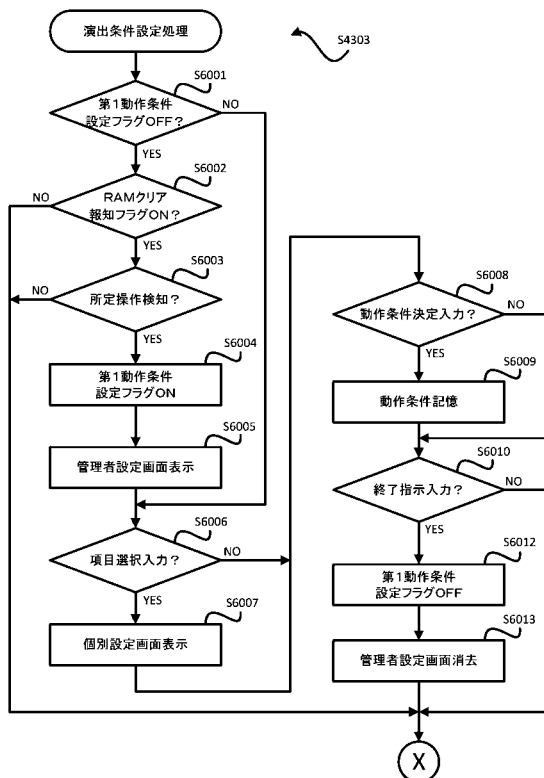 演出条件設定処理
S4303
S6001
第1動作条件
設定フラグOFF?
NO
YES
S6002
NO
RAMクリア
報知フラグON?
YES
S6003
NO
所定操作検知?
YES
S6004
第1動作条件
設定フラグON
S6005
管理者設定画面表示
S6006
項目選択入力?
NO
YES
S6007
個別設定画面表示
S6008
動作条件決定入力?
NO
YES
S6009
動作条件記憶
S6010
終了指示入力?
NO
YES
S6012
第1動作条件
設定フラグOFF
S6013
管理者設定画面消去
X